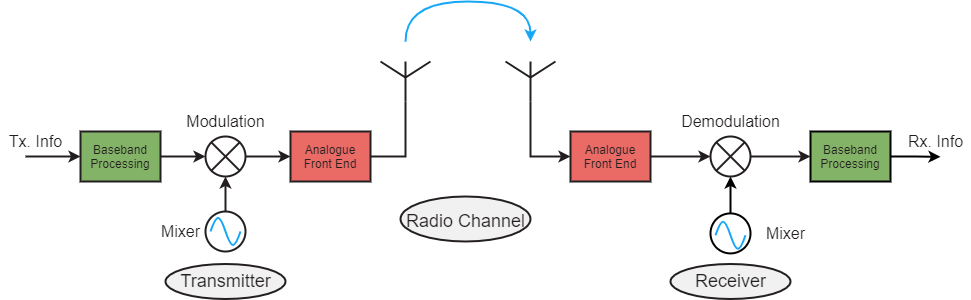 Modulation
Demodulation
Tx. Info
Baseband
Processing
Analogue
Front End
Analogue
Front End
Baseband
Processing
Rx. Info
Radio Channel
Mixer
Mixer
Transmitter
Receiver